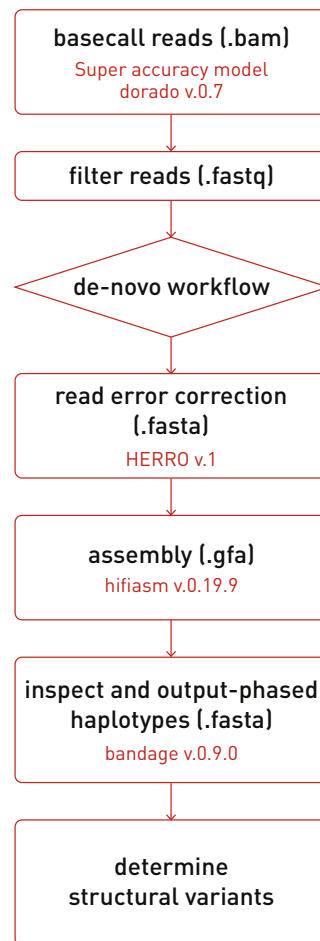 basecall reads (.bam)
Super accuracy model
dorado v.0.7
filter reads (.fastq)
de-novo workflow
read error correction
(.fasta)
HERRO v.1
assembly (.gfa)
hifiasm v.0.19.9
inspect and output-phased
haplotypes (.fasta)
bandage v.0.9.0
determine
structural variants